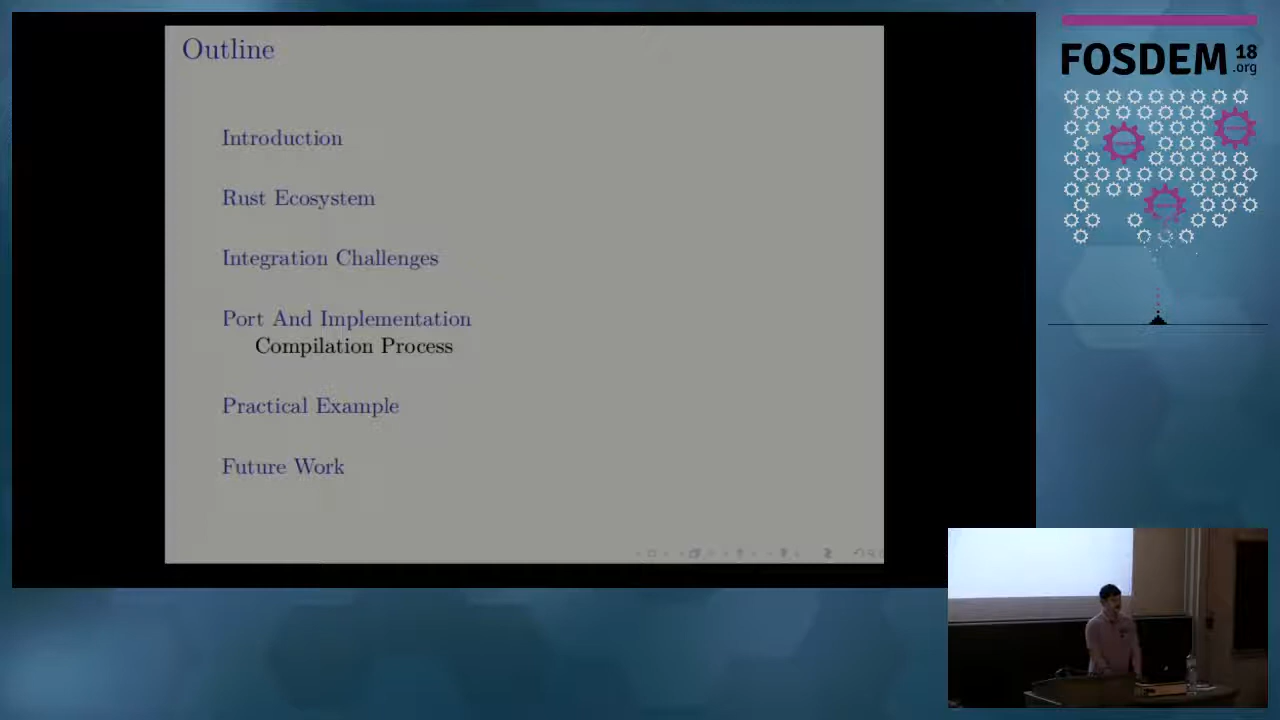 Outline
Introduction
Rust Ecosystem
Integration Challenges
Port And Implementation
Compilation Process
Practical Example
Future Work
FOSDEM 18
.org